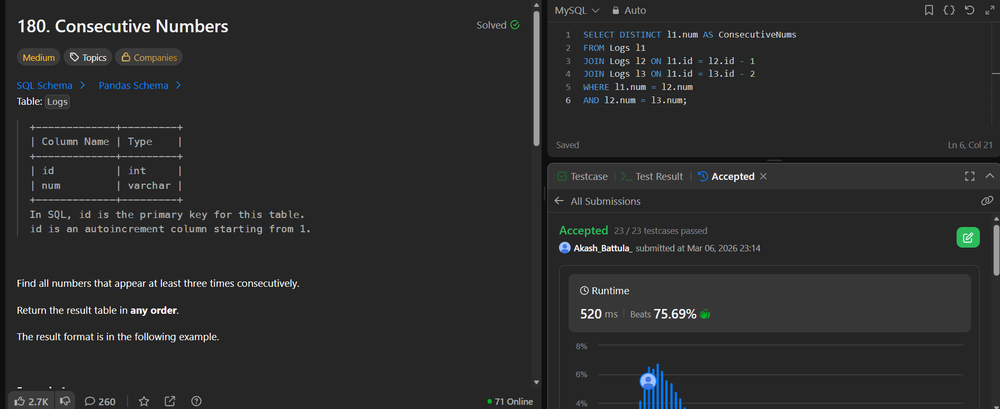 180. Consecutive Numbers
Solved
Medium
Topics
Companies
SQL Schema
Pandas Schema
Table: Logs
+-------------+---------+
| Column Name | Type    |
+-------------+---------+
| id          | int     |
| num         | varchar |
+-------------+---------+
In SQL, id is the primary key for this table.
id is an autoincrement column starting from 1.
Find all numbers that appear at least three times consecutively.
Return the result table in any order.
The result format is in the following example.
2.7K
260
71 Online
MySQL
Auto
1 SELECT DISTINCT l1.num AS ConsecutiveNums
2 FROM Logs l1
3 JOIN Logs l2 ON l1.id = l2.id - 1
4 JOIN Logs l3 ON l1.id = l3.id - 2
5 WHERE l1.num = l2.num
6 AND l2.num = l3.num;
Saved
Ln 6, Col 21
Testcase
Test Result
Accepted
All Submissions
Accepted 23 / 23 testcases passed
Akash_Battula_ submitted at Mar 06, 2026 23:14
Runtime
520 ms | Beats 75.69%
8%
6%
4%